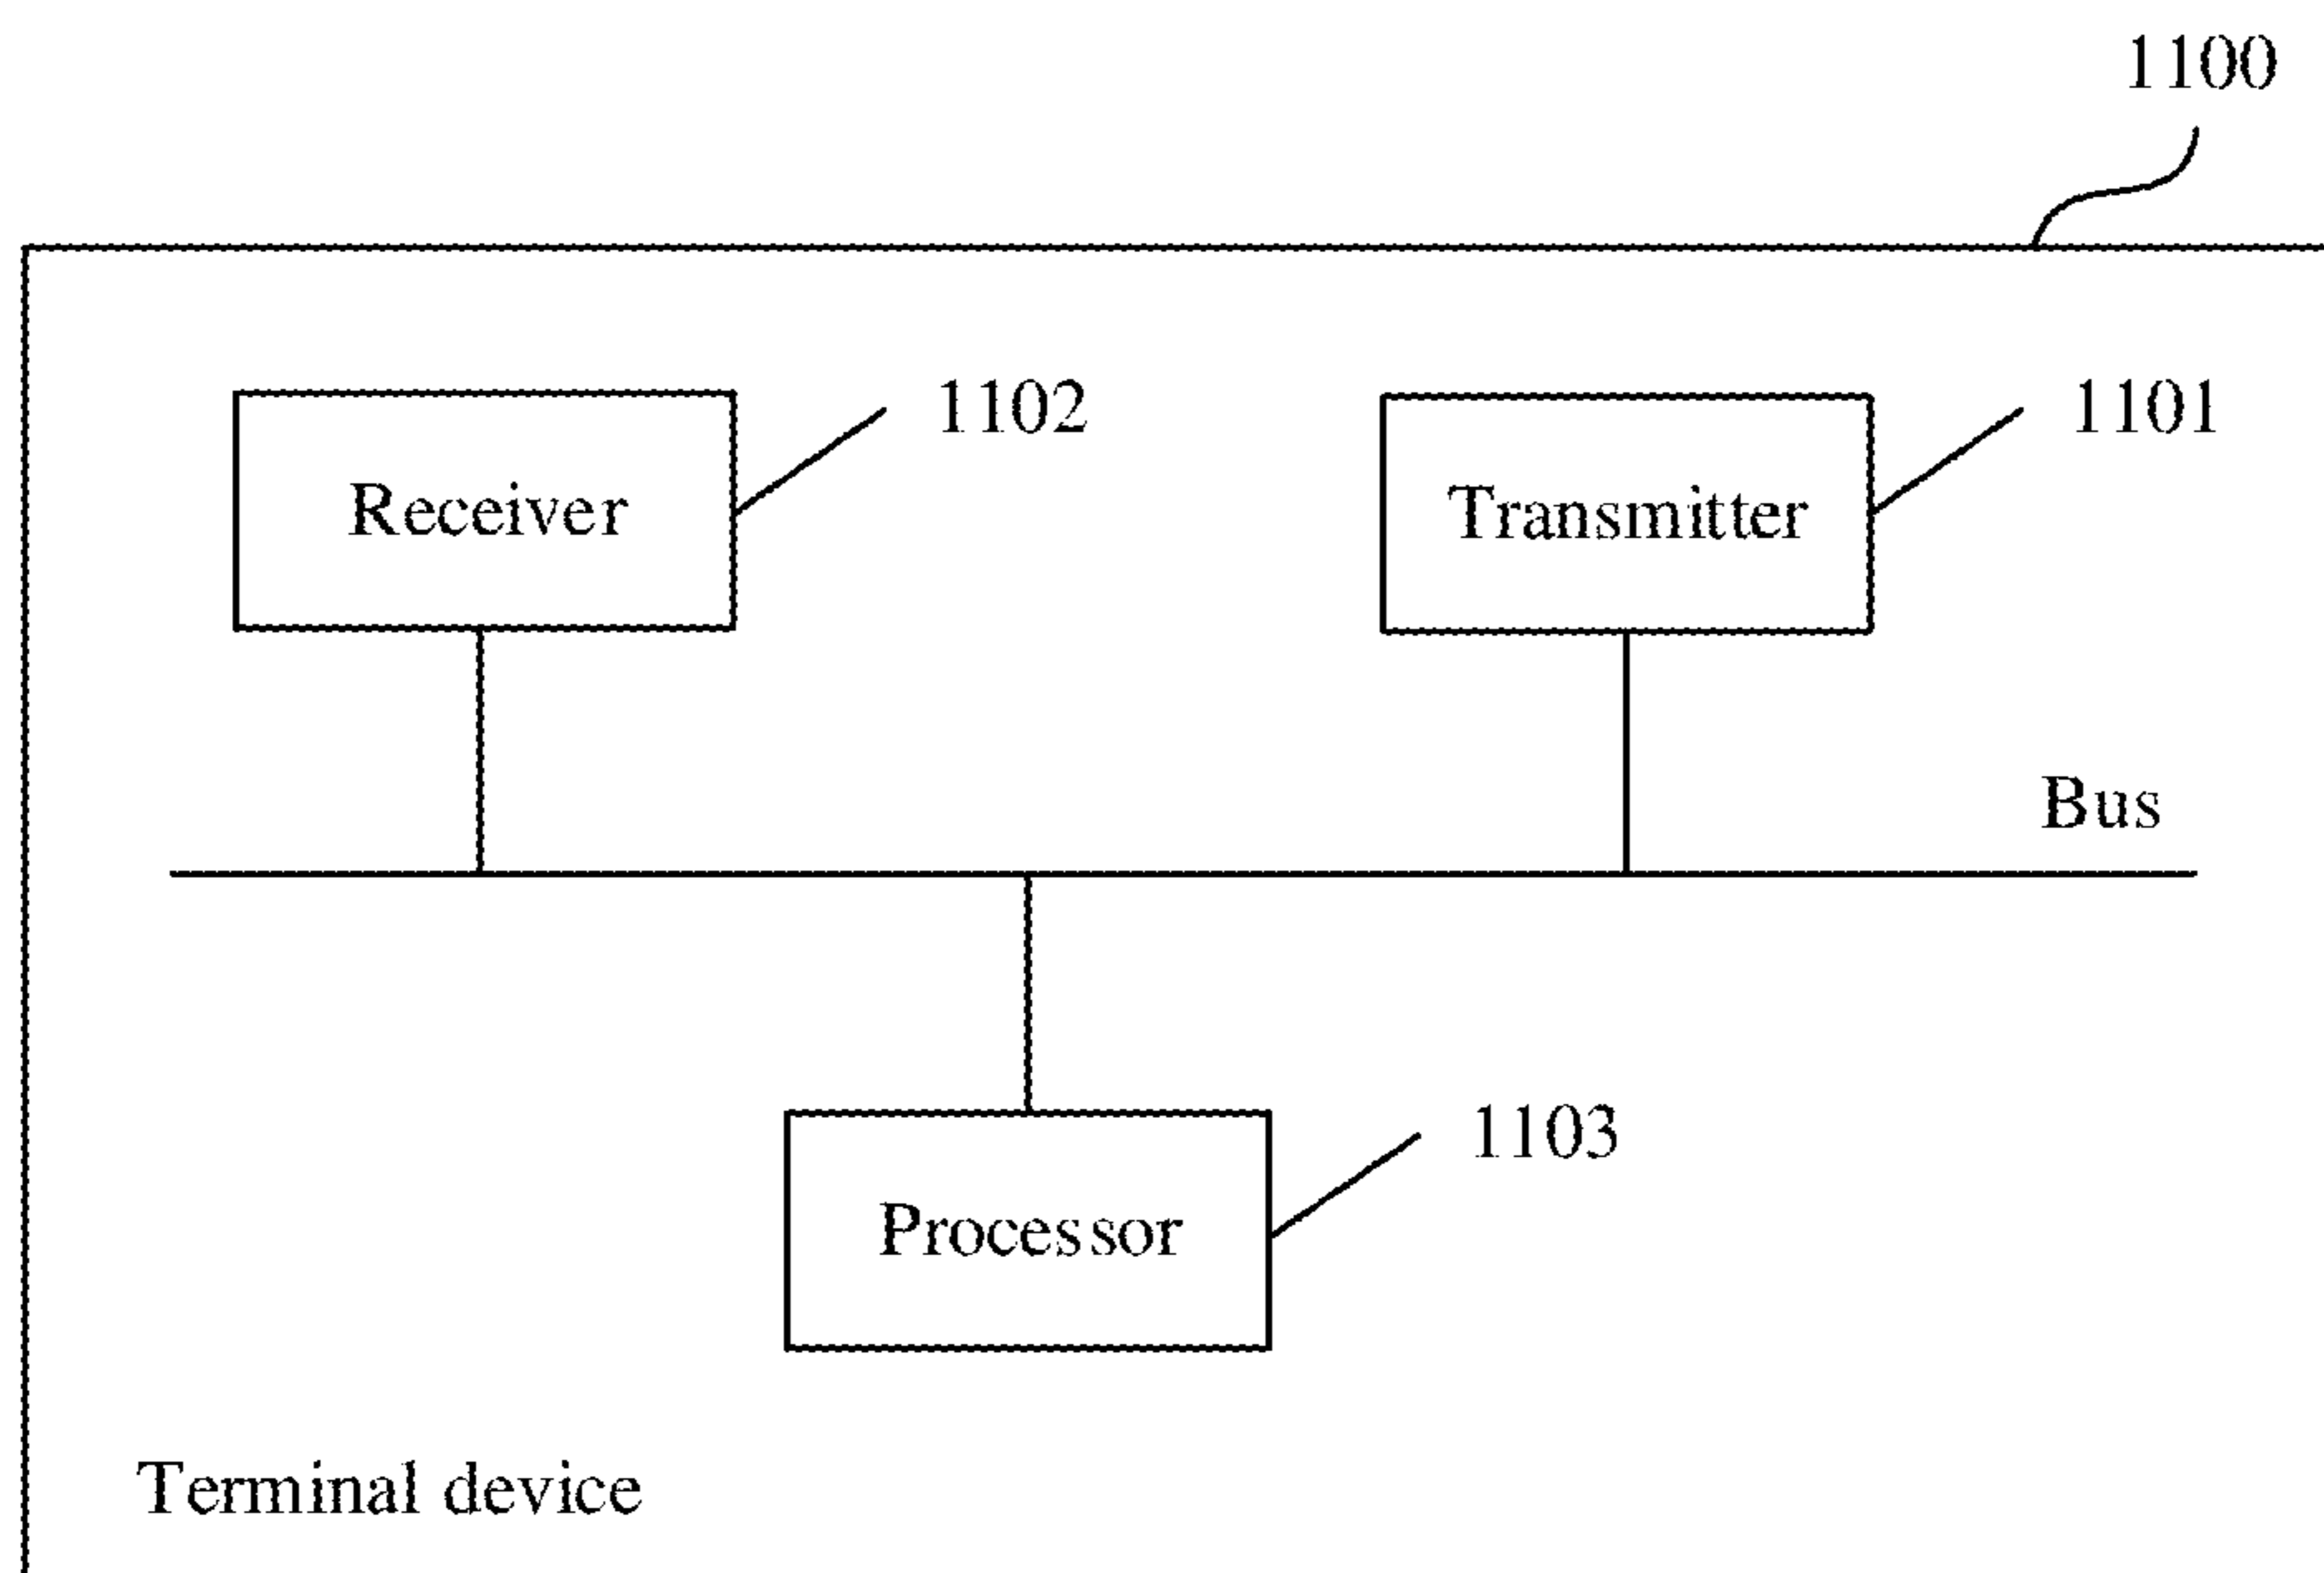 1100
1102
1101
Receiver
Transmitter
Bus
1103
Processor
Terminal device